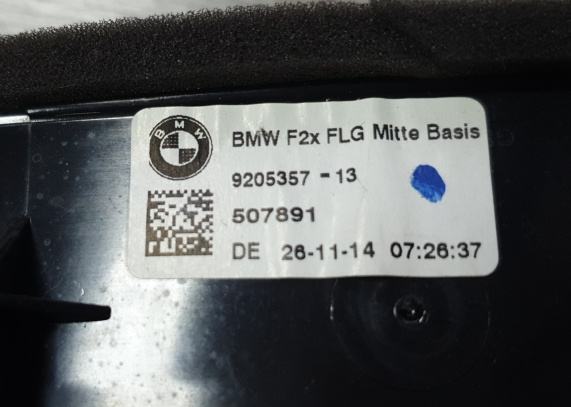 BMW
BMW F2x FLG Mitte Basis
9205357 - 13
507891
DE 26-11-14 07:26:37